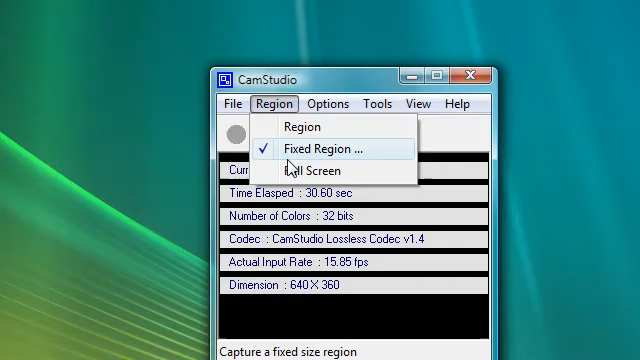 CamStudio
File Region Options Tools View Help
Region
Fixed Region ...
Full Screen
Time Elasped : 30.60 sec
Number of Colors : 32 bits
Codec : CamStudio Lossless Codec v1.4
Actual Input Rate : 15.85 fps
Dimension : 640 X 360
Capture a fixed size region